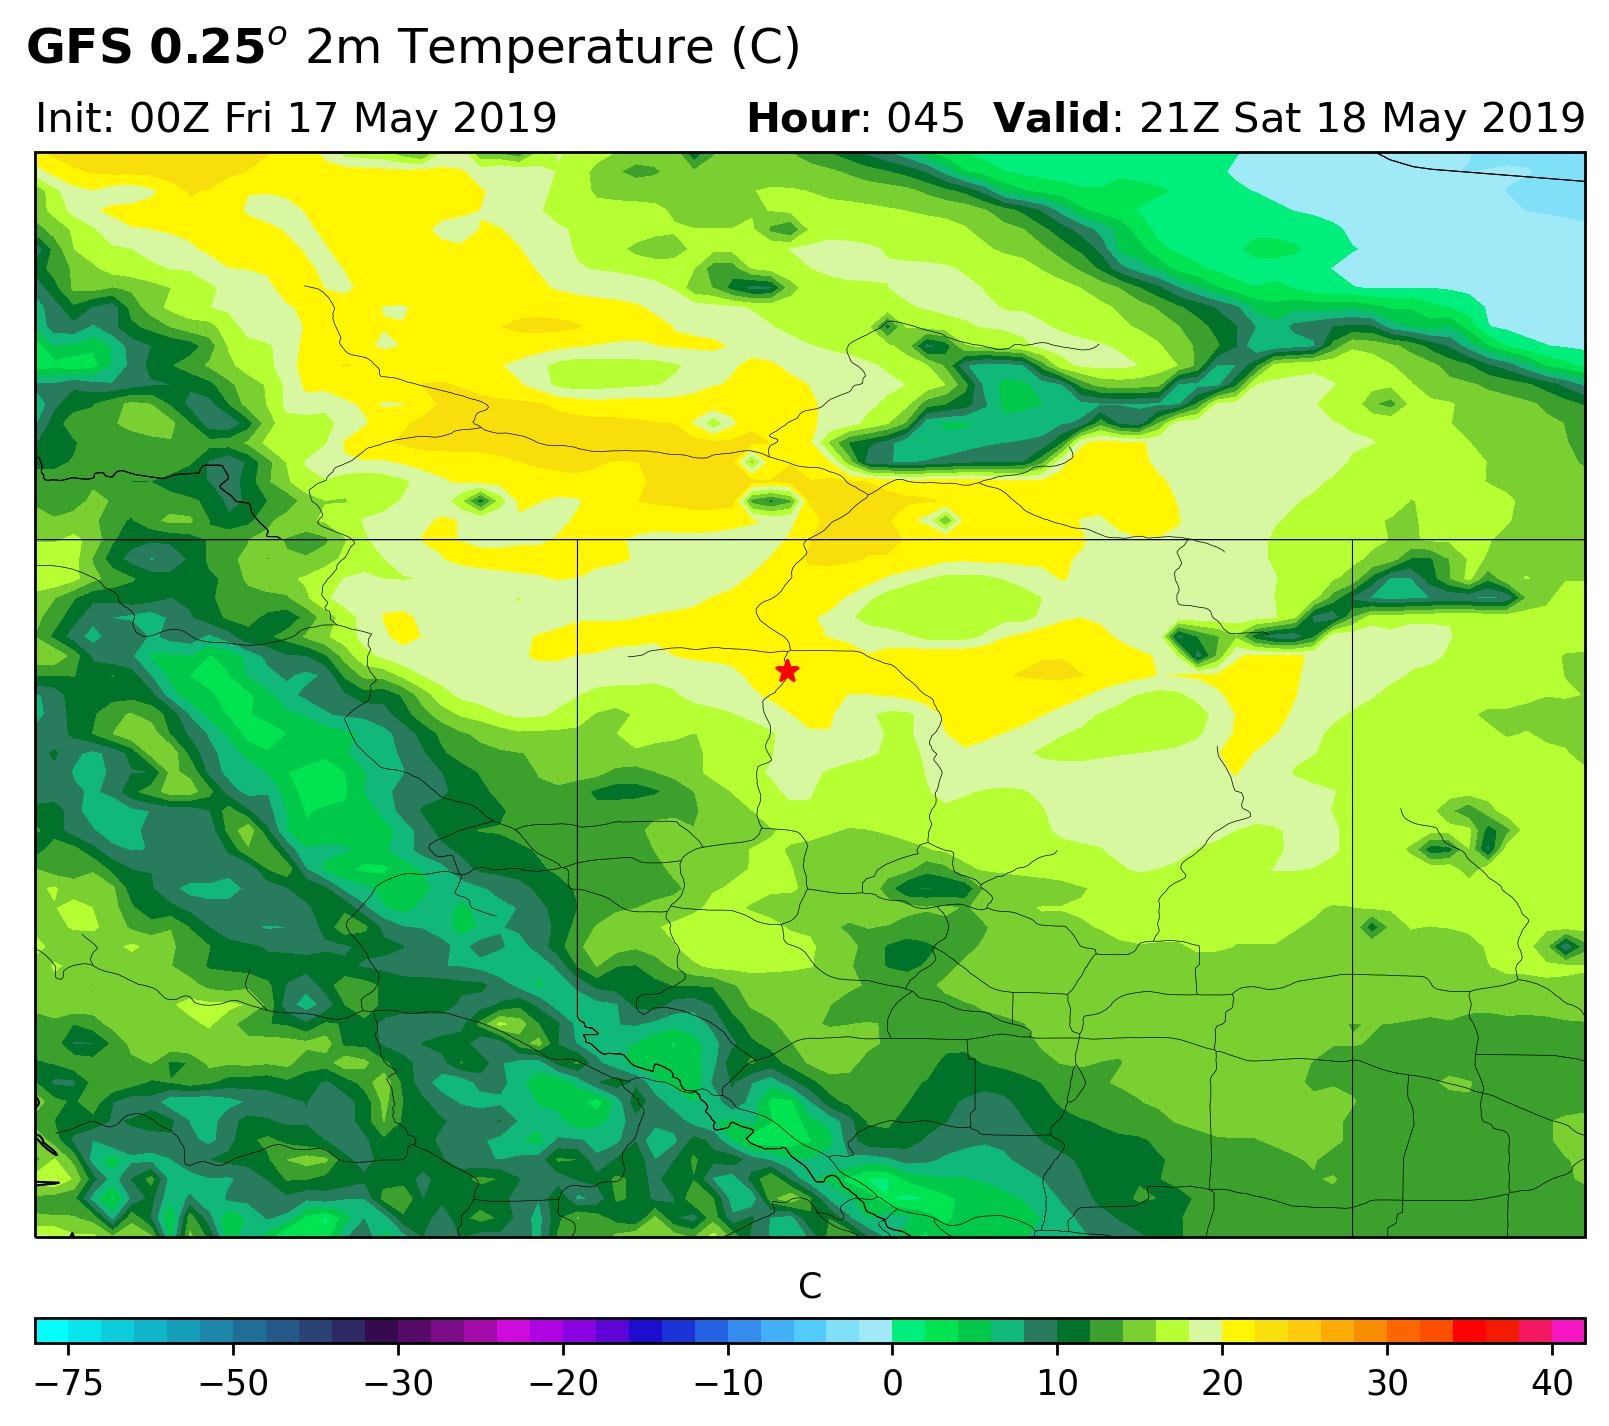 GFS 0.25° 2m Temperature (C)
Init: 00Z Fri 17 May 2019 Hour: 045 Valid: 21Z Sat 18 May 2019
C
−75 −50 −30 −20 −10 0 10 20 30 40